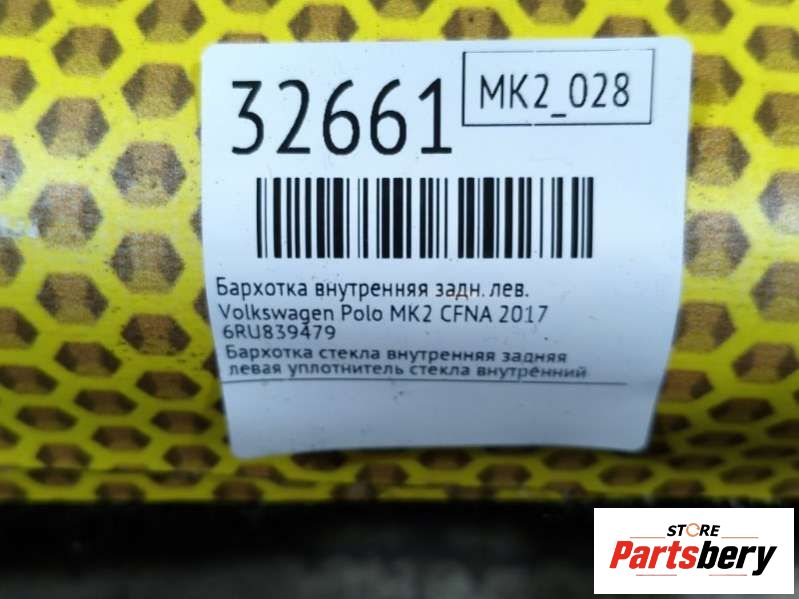 32661
MK2_028
Бархотка внутренняя задн. лев.
Volkswagen Polo MK2 CFNA 2017
6RU839479
Бархотка стекла внутренняя задняя
левая уплотнитель стекла внутренний
STORE
Partsbery